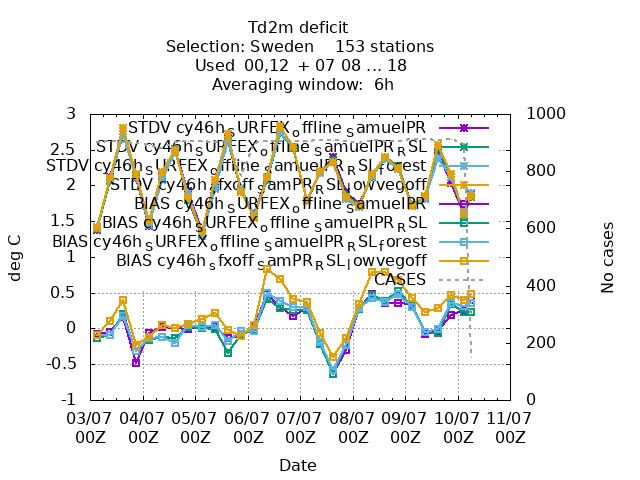 Td2m deficit
Selection: Sweden    153 stations
Used  00,12  + 07 08 ... 18
Averaging window:  6h
3
2.5
2
1.5
1
0.5
0
-0.5
-1
deg C
STDV cy46h_SURFEX_offline_SamuelPR
STDV cy46h_SURFEX_offline_SamuelPR_RSL
STDV cy46h_SURFEX_offline_SamuelPR_RSL_forest
STDV cy46h_sfxoff_SamPR_RSL_lowvegoff
BIAS cy46h_SURFEX_offline_SamuelPR
BIAS cy46h_SURFEX_offline_SamuelPR_RSL
BIAS cy46h_SURFEX_offline_SamuelPR_RSL_forest
BIAS cy46h_sfxoff_SamPR_RSL_lowvegoff
CASES
1000
800
600
400
200
0
No cases
03/07 04/07 05/07 06/07 07/07 08/07 09/07 10/07 11/07
00Z 00Z 00Z 00Z 00Z 00Z 00Z 00Z 00Z
Date